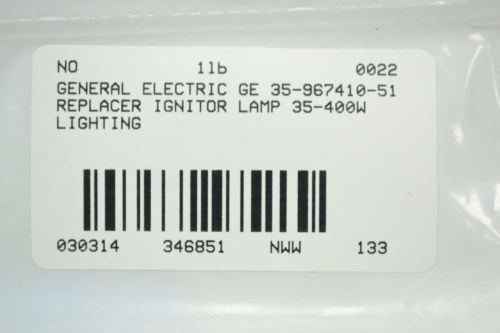 NO 1lb 0022
GENERAL ELECTRIC GE 35-967410-51
REPLACER IGNITOR LAMP 35-400W
LIGHTING
030314 346851 NWW 133